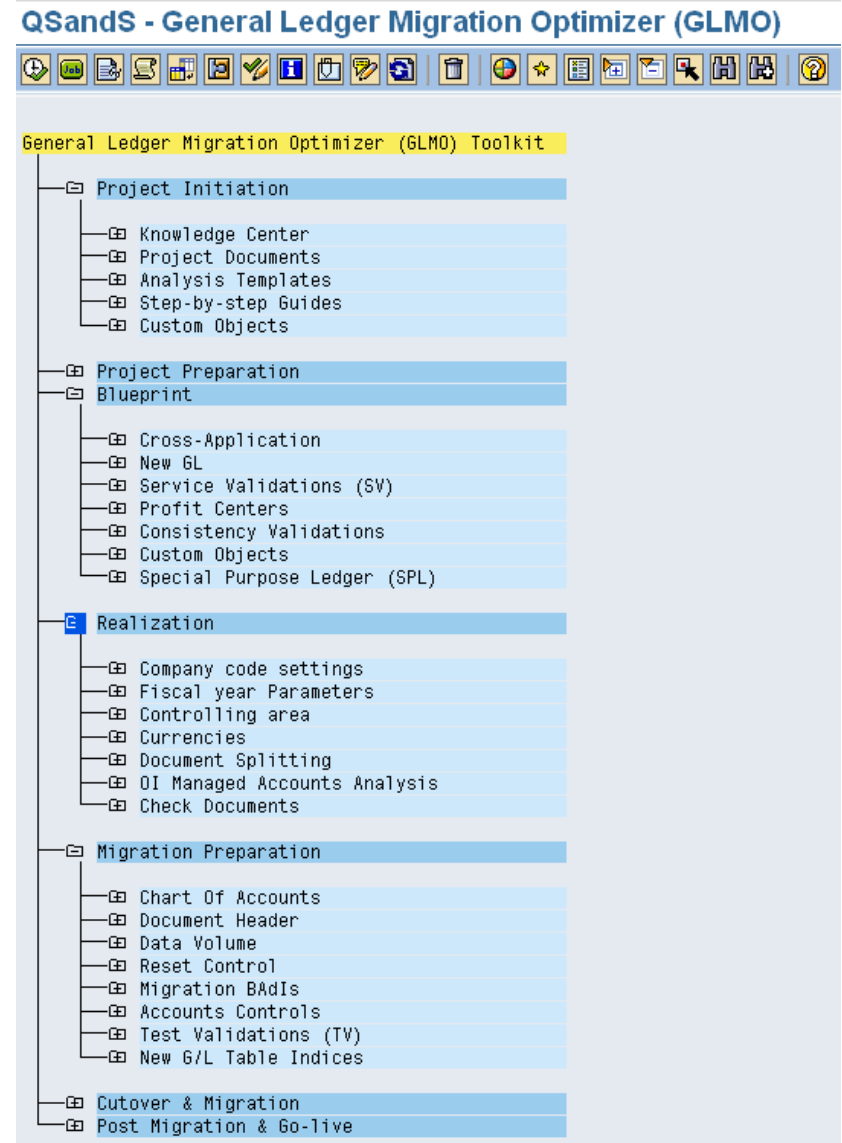 QSandS - General Ledger Migration Optimizer (GLMO)
Job
General Ledger Migration Optimizer (GLMO) Toolkit
Project Initiation
Knowledge Center
Project Documents
Analysis Templates
Step-by-step Guides
Custom Objects
Project Preparation
Blueprint
Cross-Application
New GL
Service Validations (SV)
Profit Centers
Consistency Validations
Custom Objects
Special Purpose Ledger (SPL)
Realization
Company code settings
Fiscal year Parameters
Controlling area
Currencies
Document Splitting
OI Managed Accounts Analysis
Check Documents
Migration Preparation
Chart Of Accounts
Document Header
Data Volume
Reset Control
Migration BAdIs
Accounts Controls
Test Validations (TV)
New G/L Table Indices
Cutover & Migration
Post Migration & Go-live